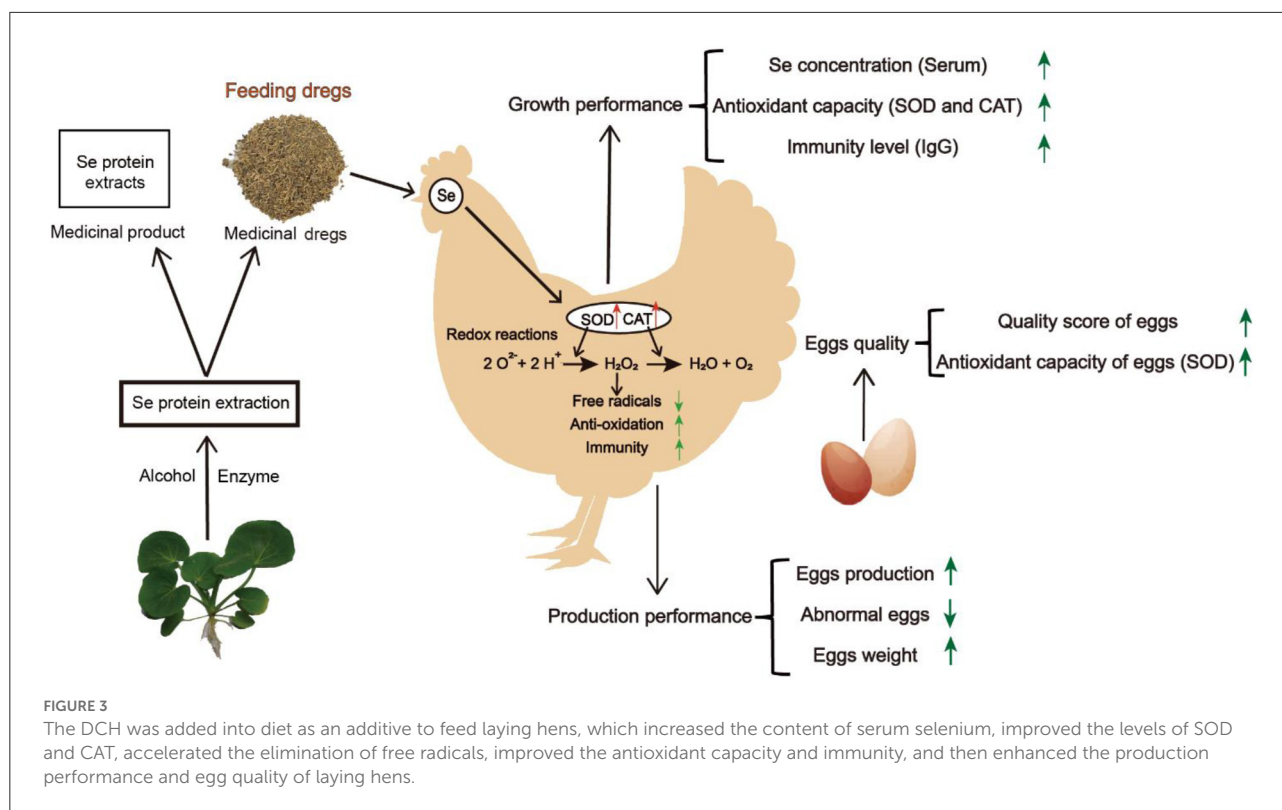 Feeding dregs
Se protein
extracts
Medicinal product
Medicinal dregs
Se protein extraction
Alcohol
Enzyme
Se
SOD CAT
Redox reactions
2 O²⁻ + 2 H⁺ H₂O₂ H₂O + O₂
Free radicals
Anti-oxidation
Immunity
Growth performance
Se concentration (Serum)
Antioxidant capacity (SOD and CAT)
Immunity level (IgG)
Eggs quality
Quality score of eggs
Antioxidant capacity of eggs (SOD)
Production performance
Eggs production
Abnormal eggs
Eggs weight
FIGURE 3
The DCH was added into diet as an additive to feed laying hens, which increased the content of serum selenium, improved the levels of SOD
and CAT, accelerated the elimination of free radicals, improved the antioxidant capacity and immunity, and then enhanced the production
performance and egg quality of laying hens.